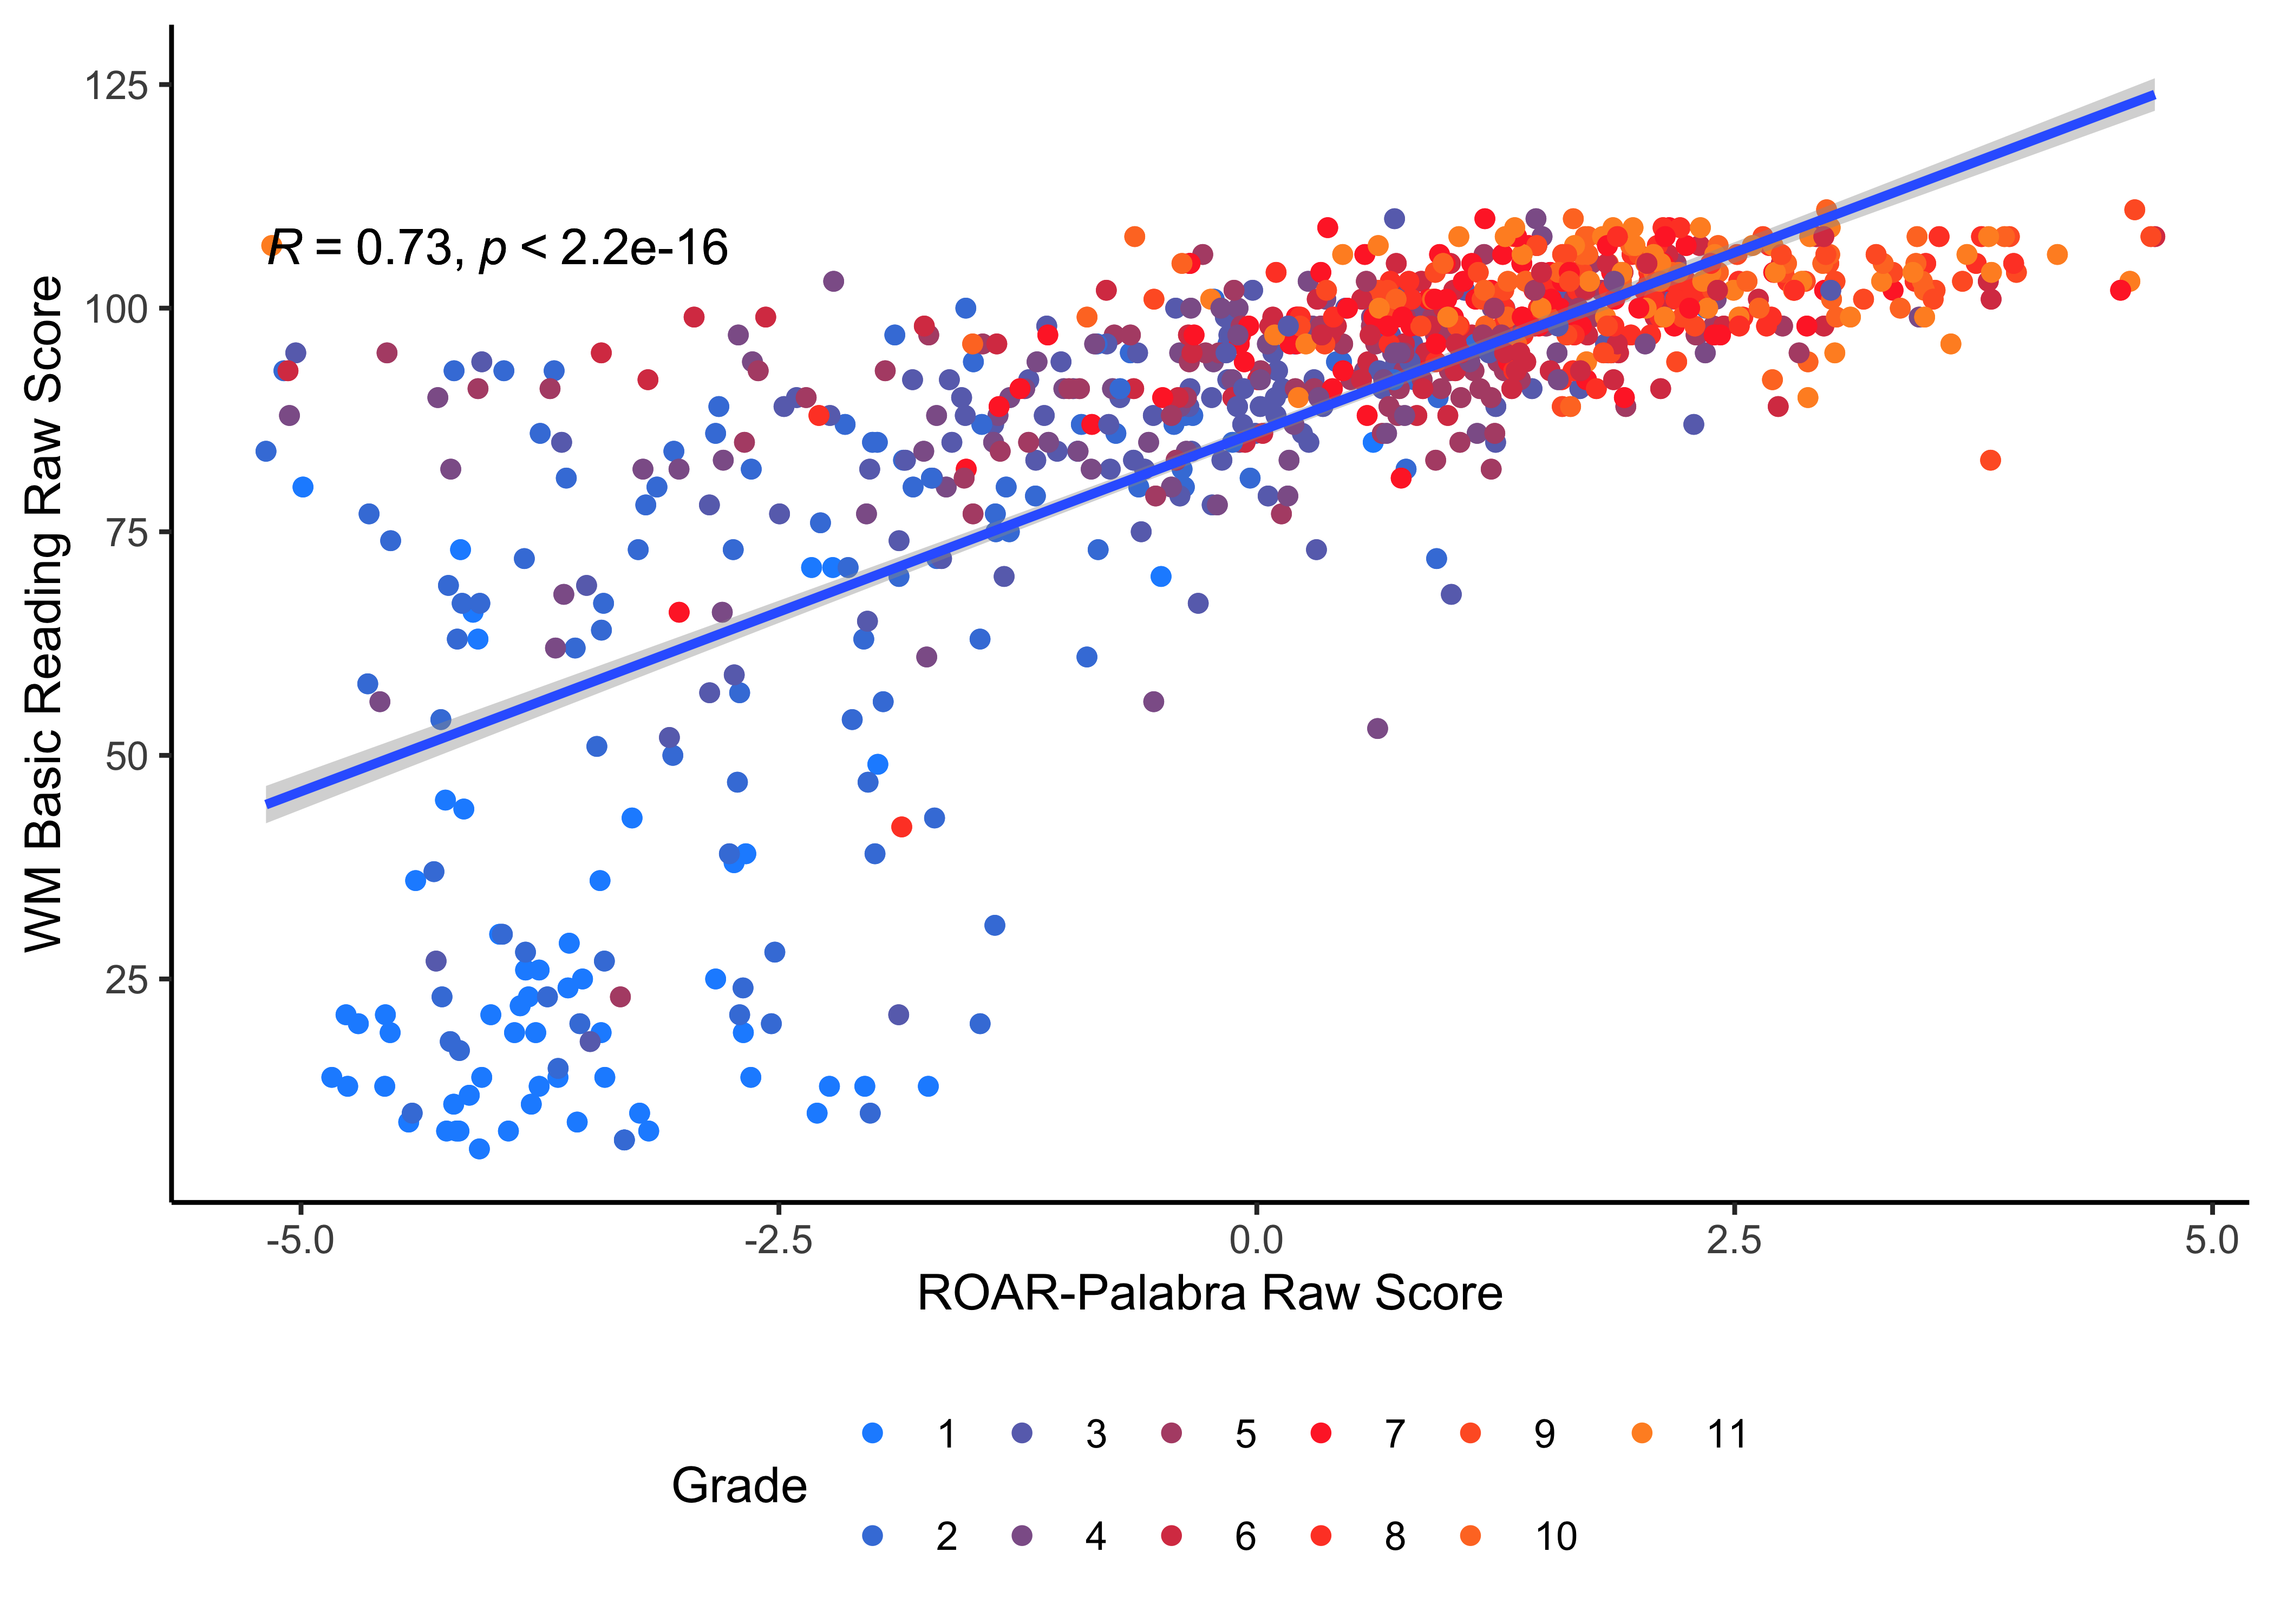 125
R = 0.73, p < 2.2e-16
100
75
50
25
WM Basic Reading Raw Score
-5.0 -2.5 0.0 2.5 5.0
ROAR-Palabra Raw Score
1 3 5 7 9 11
Grade
2 4 6 8 10